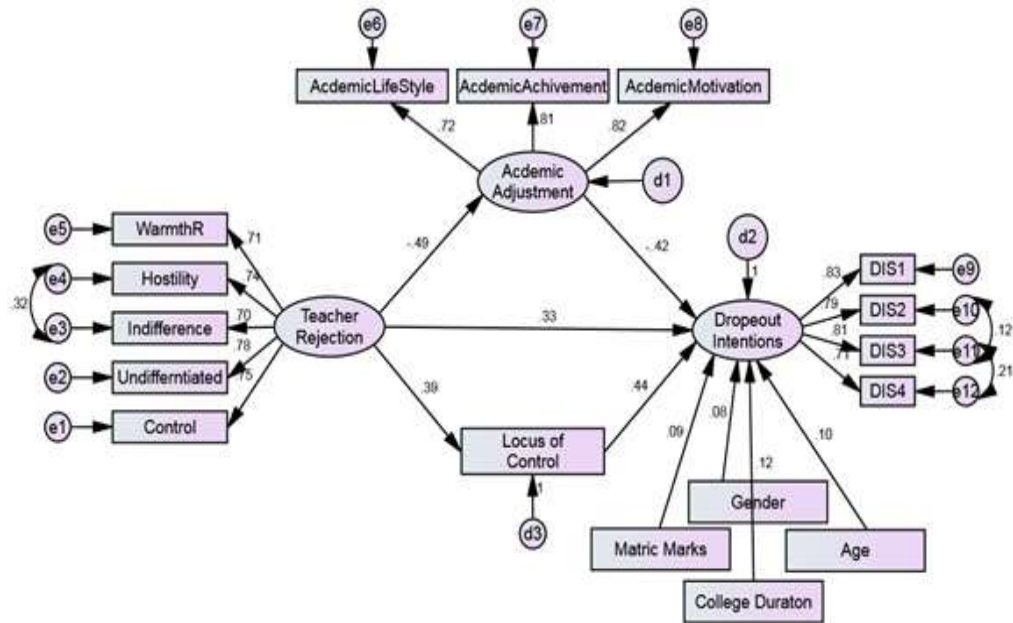 e6
e7
e8
AcdemicLifeStyle
AcdemicAchivement
AcdemicMotivation
.72
.81
.82
Acdemic
Adjustment
d1
e5
WarmthR
.71
-.49
-.42
d2
1
e4
Hostility
.74
.83
DIS1
e9
.32
.79
DIS2
e10
.12
e3
Indifference
.70
Teacher
Rejection
.33
Dropeout
Intentions
.81
DIS3
e11
.21
.78
e2
Undifferntiated
.75
.71
DIS4
e12
e1
Control
.39
.44
Locus of
Control
1
d3
.09
.08
.12
.10
Gender
Matric Marks
Age
College Duraton